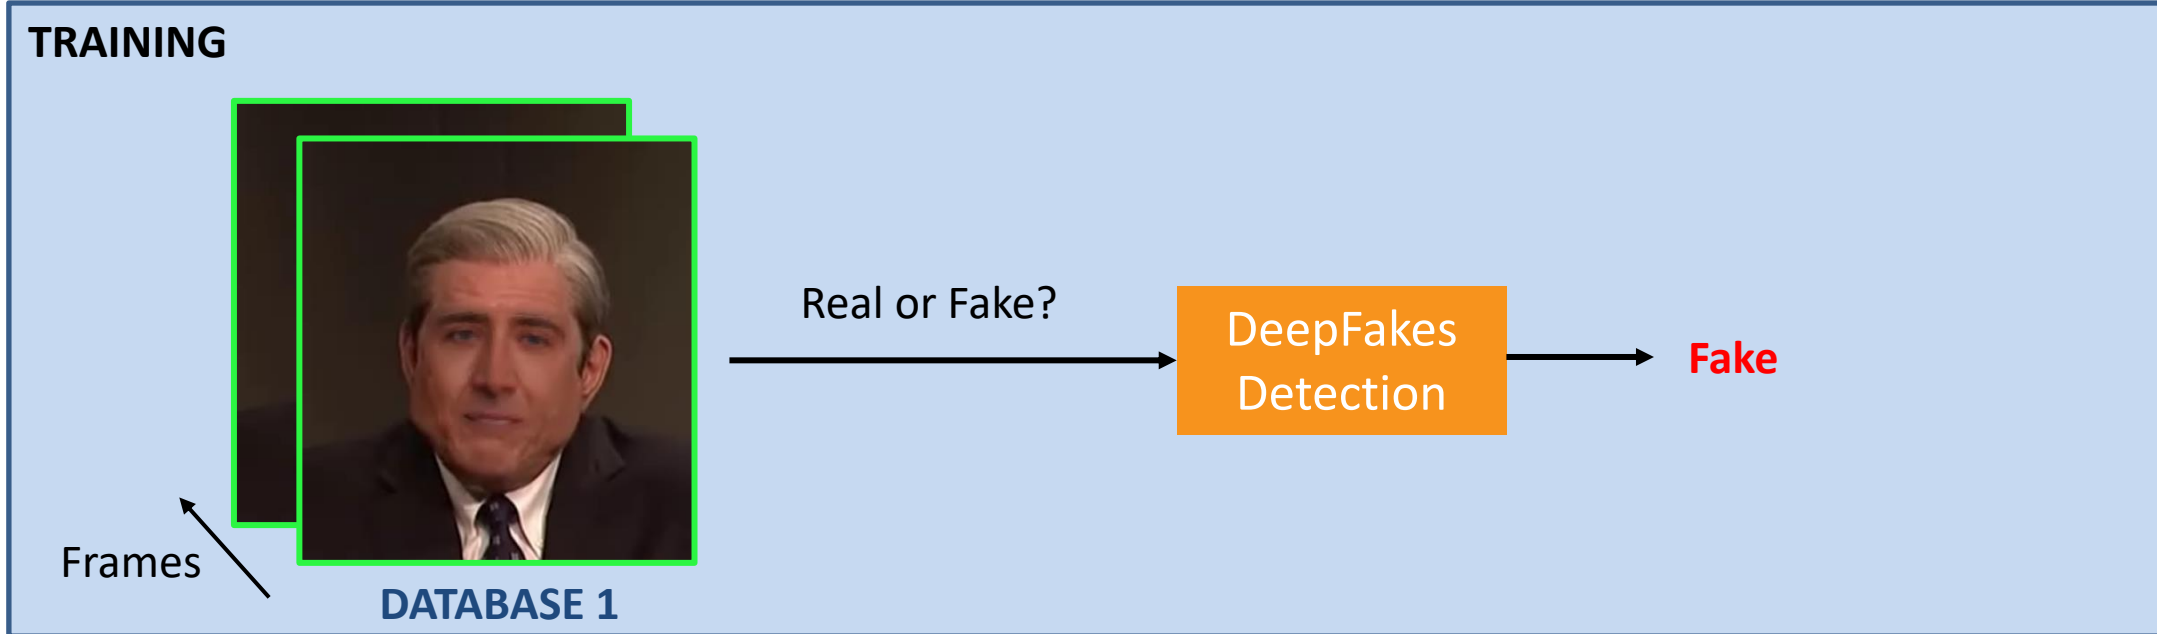 TRAINING
Real or Fake?
DeepFakes
Detection
Fake
Frames
DATABASE 1